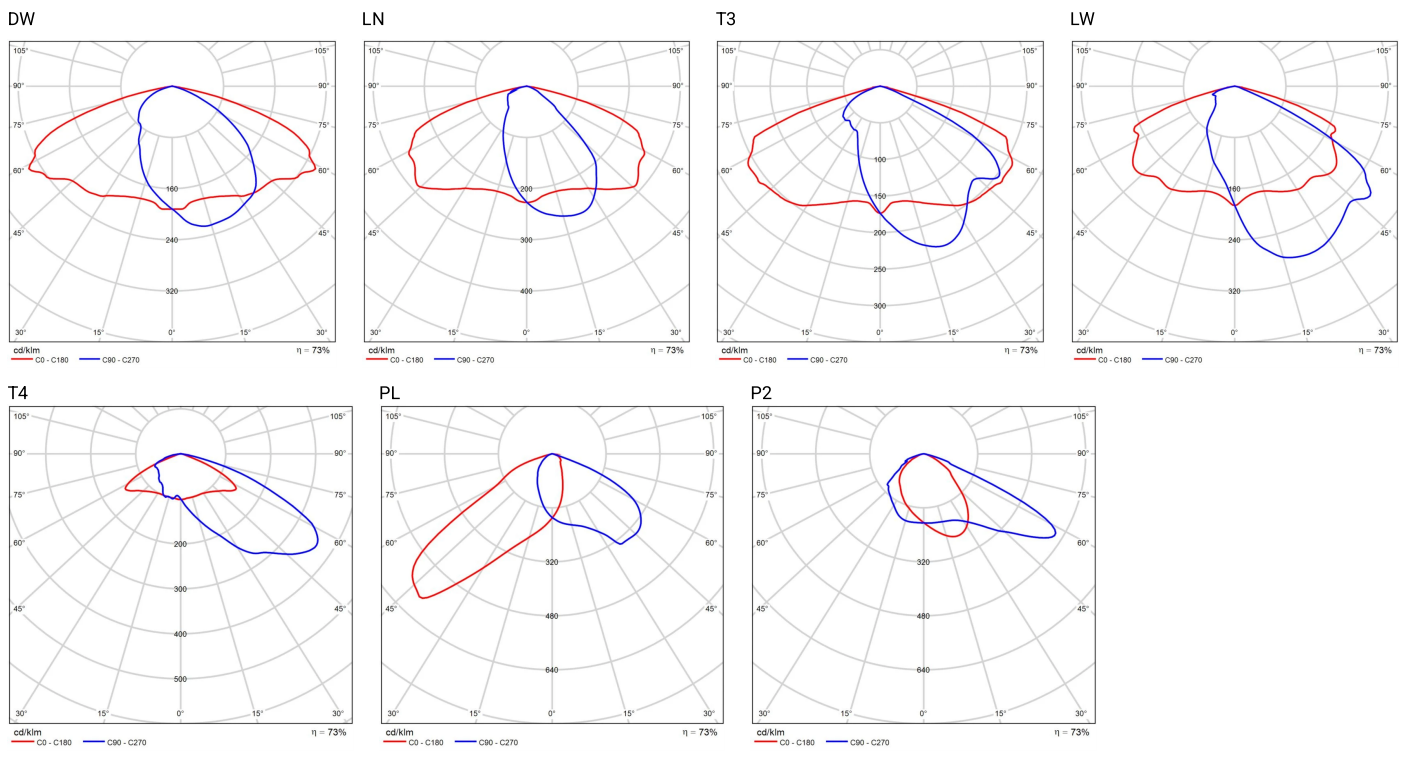 DW
105° 105°
90° 90°
75° 75°
60° 60°
160
45° 45°
240
320
30° 15° 0° 15° 30°
cd/klm η = 73%
C0 - C180 C90 - C270
LN
105° 105°
90° 90°
75° 75°
60° 60°
200
45° 45°
300
400
30° 15° 0° 15° 30°
cd/klm η = 73%
C0 - C180 C90 - C270
T3
105° 105°
90° 90°
75° 75°
100
60° 60°
150
45° 200 45°
250
300
30° 15° 0° 15° 30°
cd/klm η = 73%
C0 - C180 C90 - C270
LW
105° 105°
90° 90°
75° 75°
60° 60°
160
45° 45°
240
320
30° 15° 0° 15° 30°
cd/klm η = 73%
C0 - C180 C90 - C270
T4
105° 105°
90° 90°
75° 75°
60° 200 60°
300
45° 45°
400
500
30° 15° 0° 15° 30°
cd/klm η = 73%
C0 - C180 C90 - C270
PL
105° 105°
90° 90°
75° 75°
60° 60°
320
45° 45°
480
640
30° 15° 0° 15° 30°
cd/klm η = 73%
C0 - C180 C90 - C270
P2
105° 105°
90° 90°
75° 75°
60° 60°
320
45° 45°
480
640
30° 15° 0° 15° 30°
cd/klm η = 73%
C0 - C180 C90 - C270